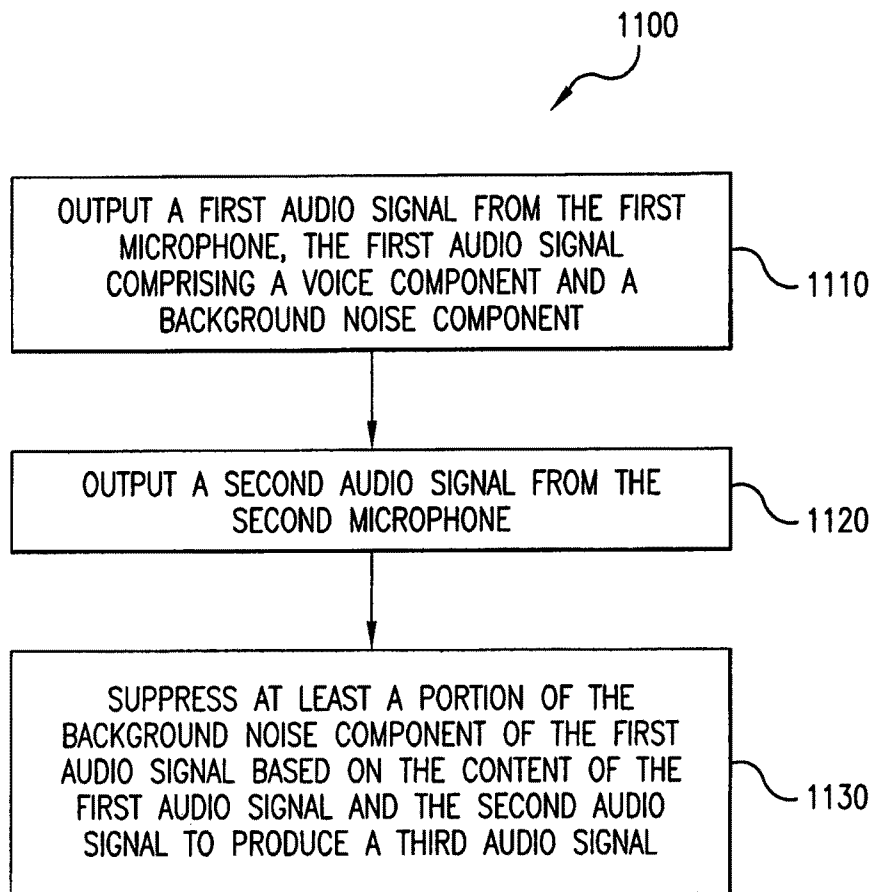 1100
OUTPUT A FIRST AUDIO SIGNAL FROM THE FIRST
MICROPHONE, THE FIRST AUDIO SIGNAL
COMPRISING A VOICE COMPONENT AND A
BACKGROUND NOISE COMPONENT
1110
OUTPUT A SECOND AUDIO SIGNAL FROM THE
SECOND MICROPHONE
1120
SUPPRESS AT LEAST A PORTION OF THE
BACKGROUND NOISE COMPONENT OF THE FIRST
AUDIO SIGNAL BASED ON THE CONTENT OF THE
FIRST AUDIO SIGNAL AND THE SECOND AUDIO
SIGNAL TO PRODUCE A THIRD AUDIO SIGNAL
1130